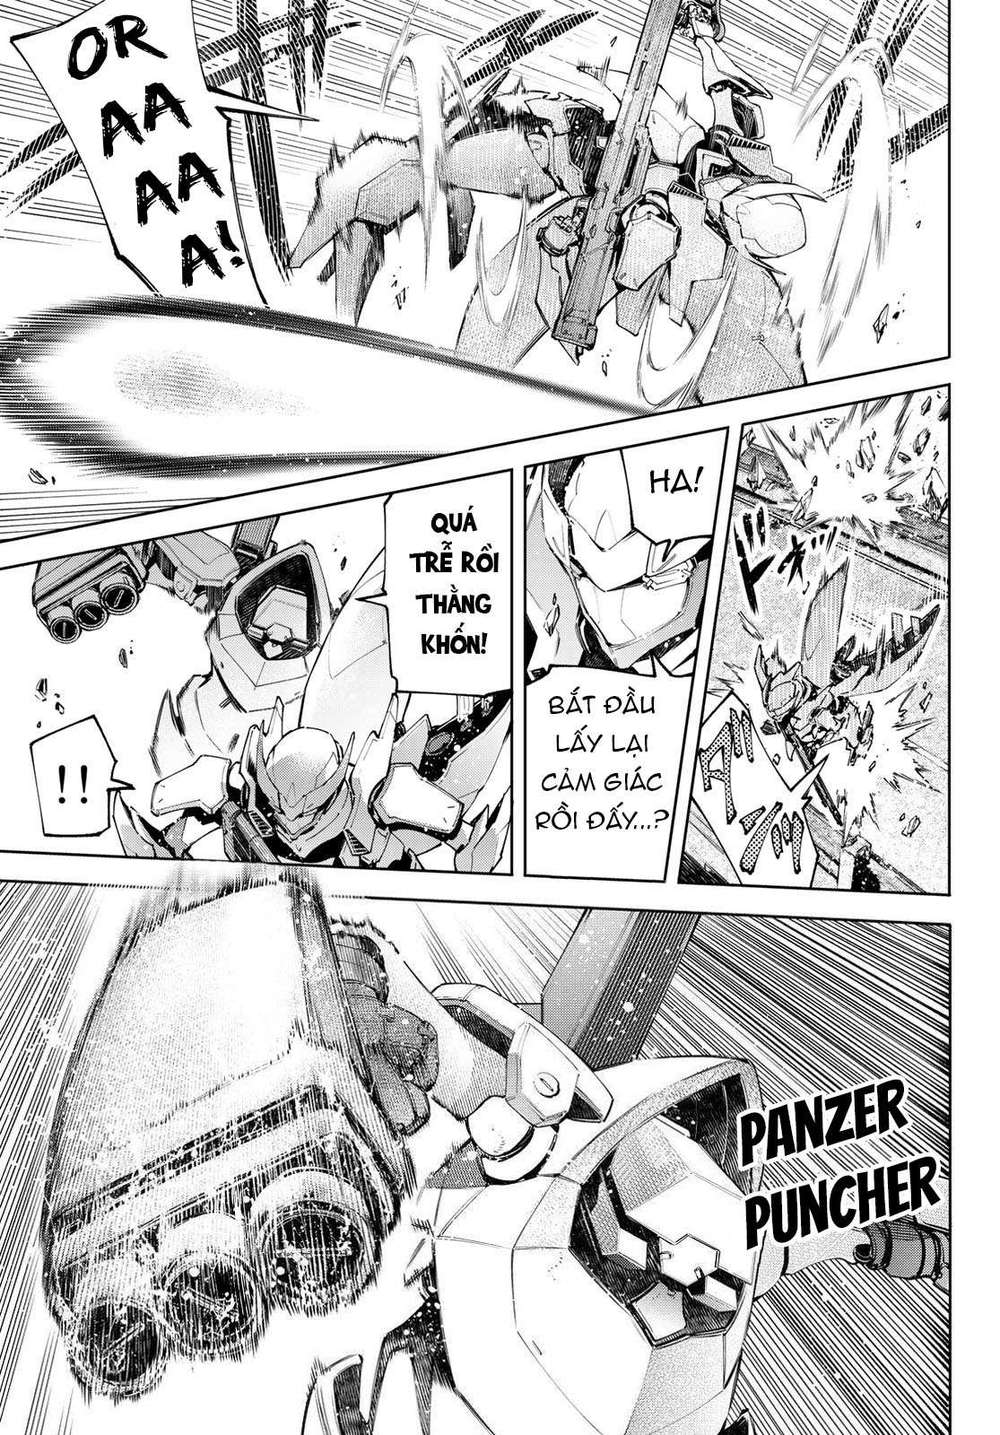 OR
AA
AA
A!
HA!
BẮT ĐẦU
LẤY LẠI
CẢM GIÁC
RỒI ĐẤY...?
QUÁ
TRỄ RỒI
THẰNG
KHỐN!
!!
PANZER
PUNCHER